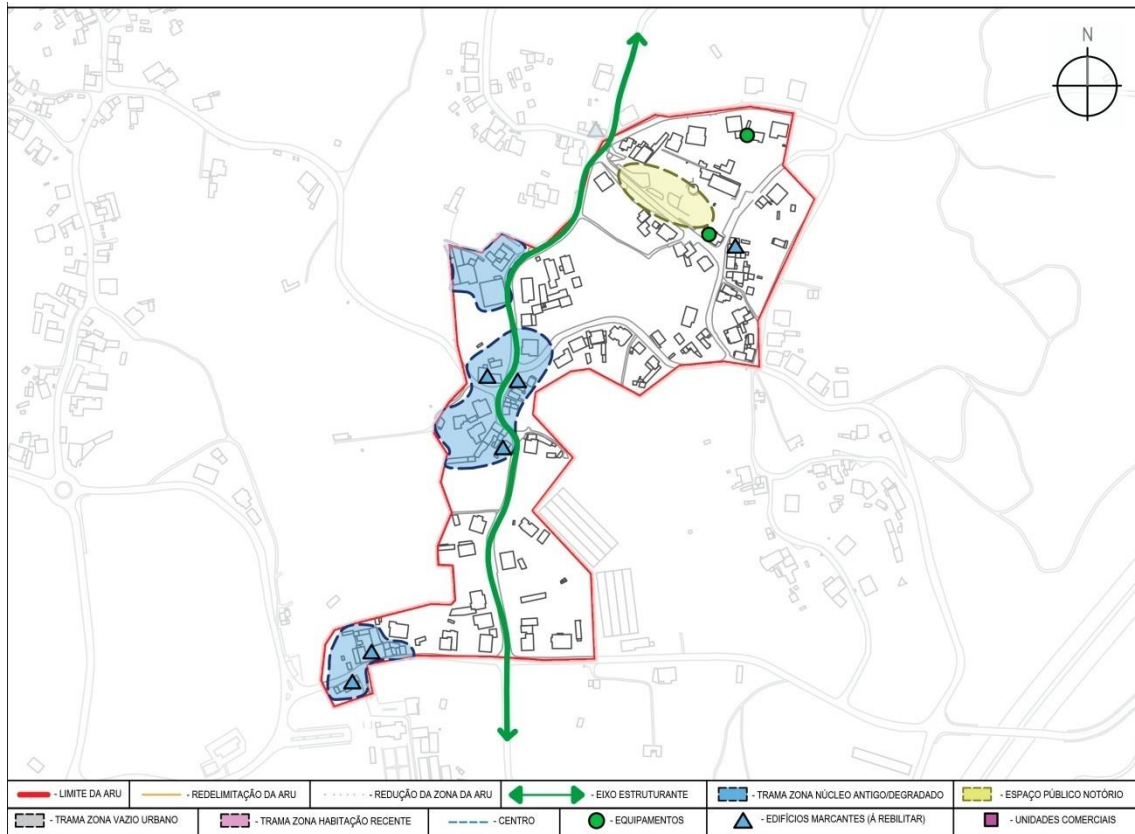 N
- LIMITE DA ARU
- REDELIMITAÇÃO DA ARU
- REDUÇÃO DA ZONA DA ARU
- EIXO ESTRUTURANTE
- TRAMA ZONA NÚCLEO ANTIGO/DEGRADADO
- ESPAÇO PÚBLICO NOTÓRIO
- TRAMA ZONA VAZIO URBANO
- TRAMA ZONA HABITAÇÃO RECENTE
- CENTRO
- EQUIPAMENTOS
- EDIFÍCIOS MARCANTES (Á REBILITAR)
- UNIDADES COMERCIAIS